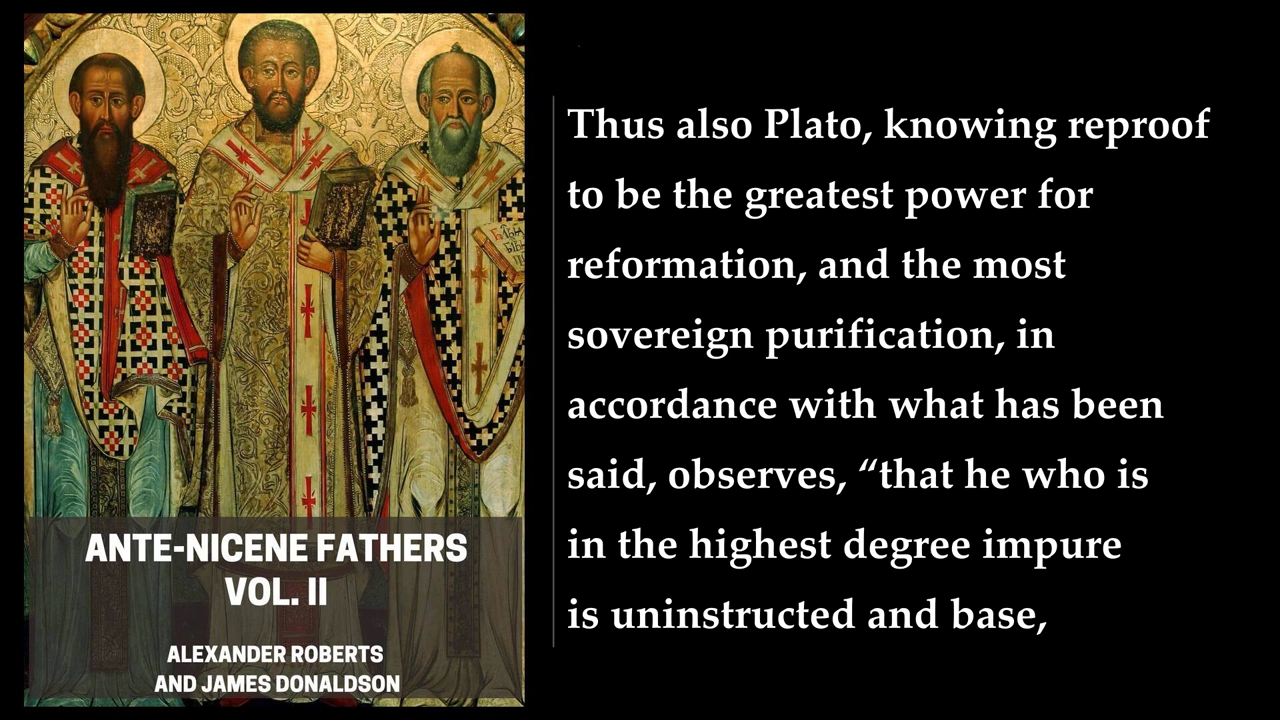 ANTE-NICENE FATHERS
VOL. II
ALEXANDER ROBERTS
AND JAMES DONALDSON
Thus also Plato, knowing reproof
to be the greatest power for
reformation, and the most
sovereign purification, in
accordance with what has been
said, observes, “that he who is
in the highest degree impure
is uninstructed and base,